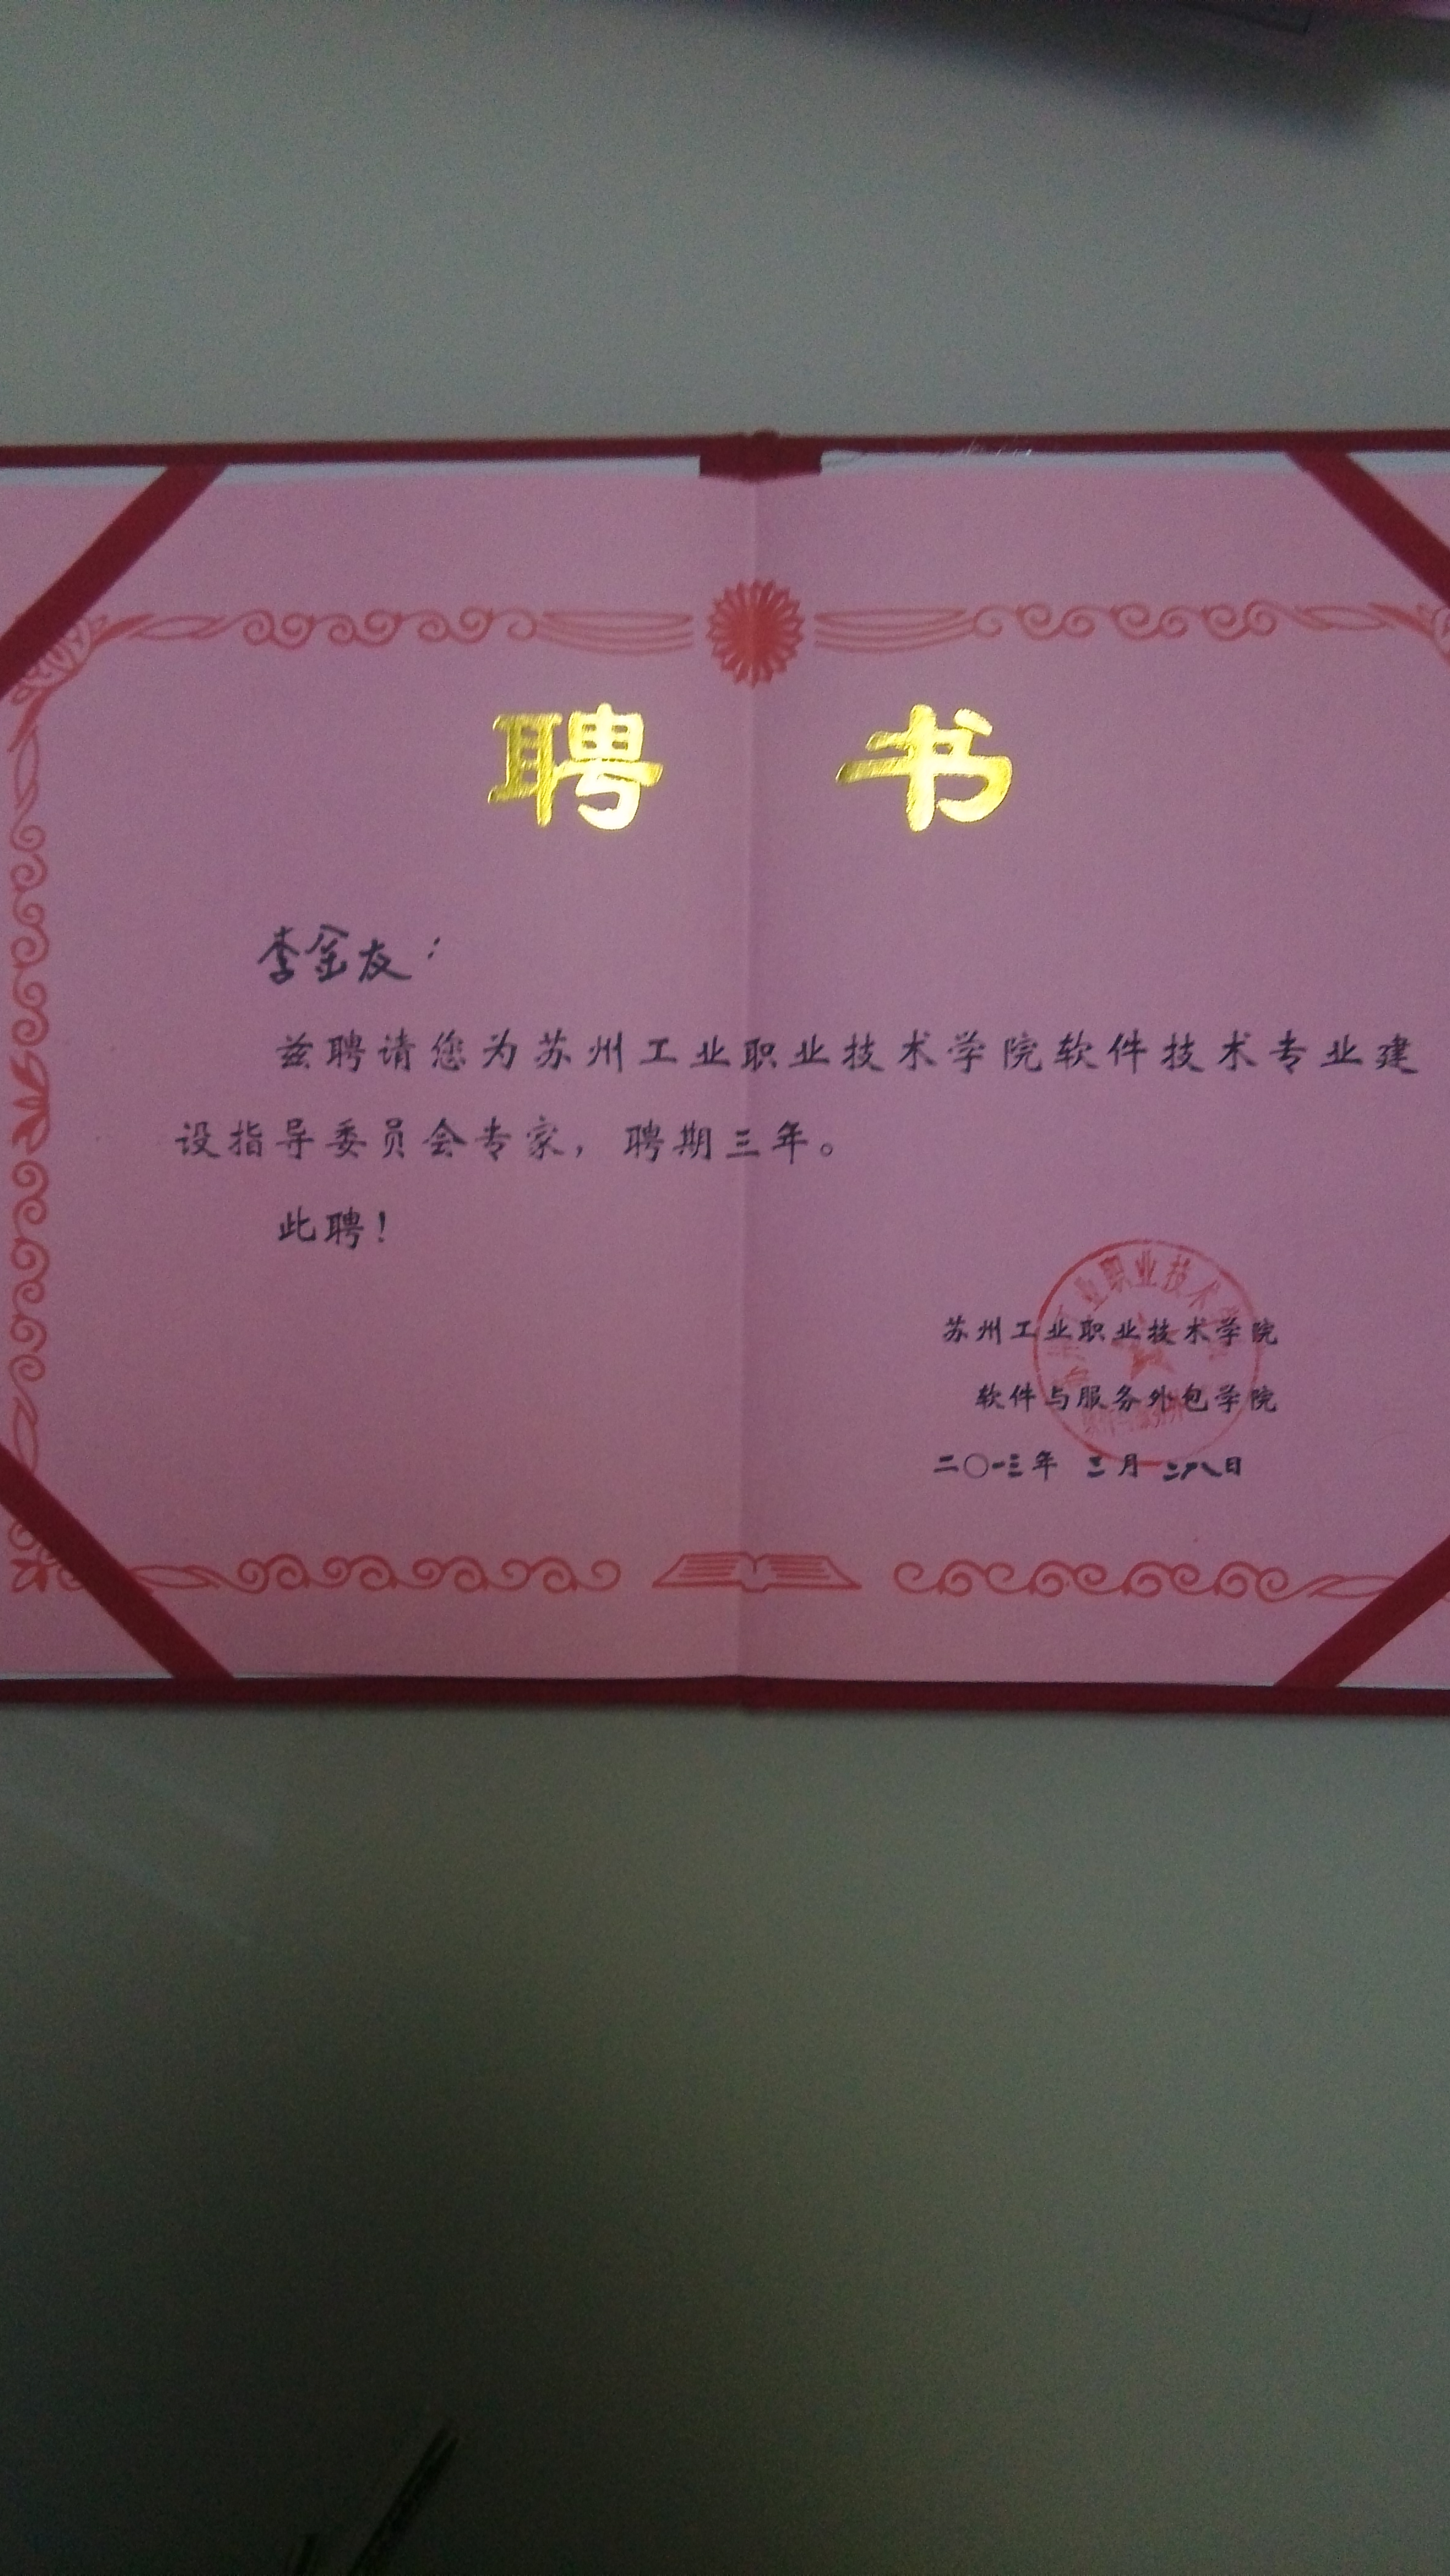 聘 书
李金友：
兹聘请您为苏州工业职业技术学院软件技术专业建
设指导委员会专家，聘期三年。
此聘！
苏州工业职业技术学院
软件与服务外包学院
二〇一三年 三月 二十八日
业职业技术